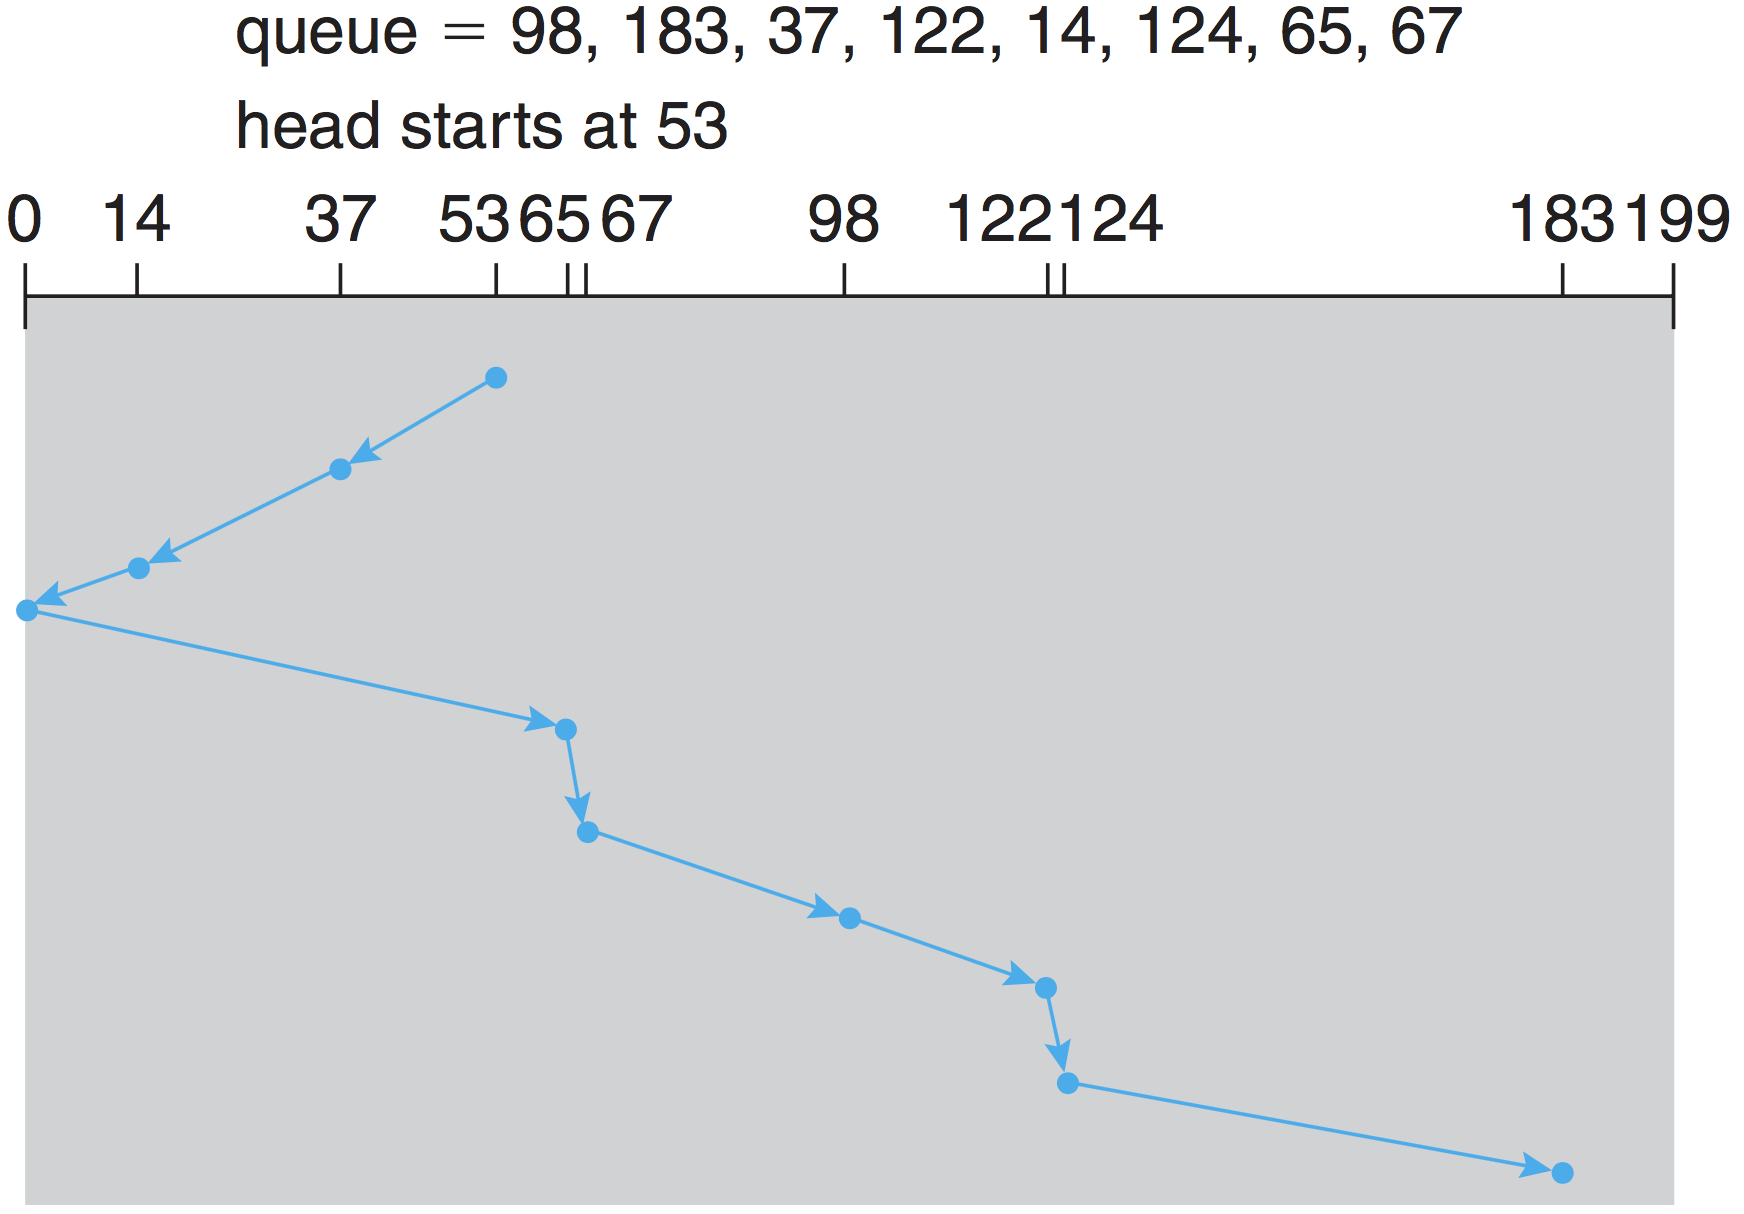 queue = 98, 183, 37, 122, 14, 124, 65, 67
head starts at 53
0 14 37 53 65 67 98 122 124 183 199